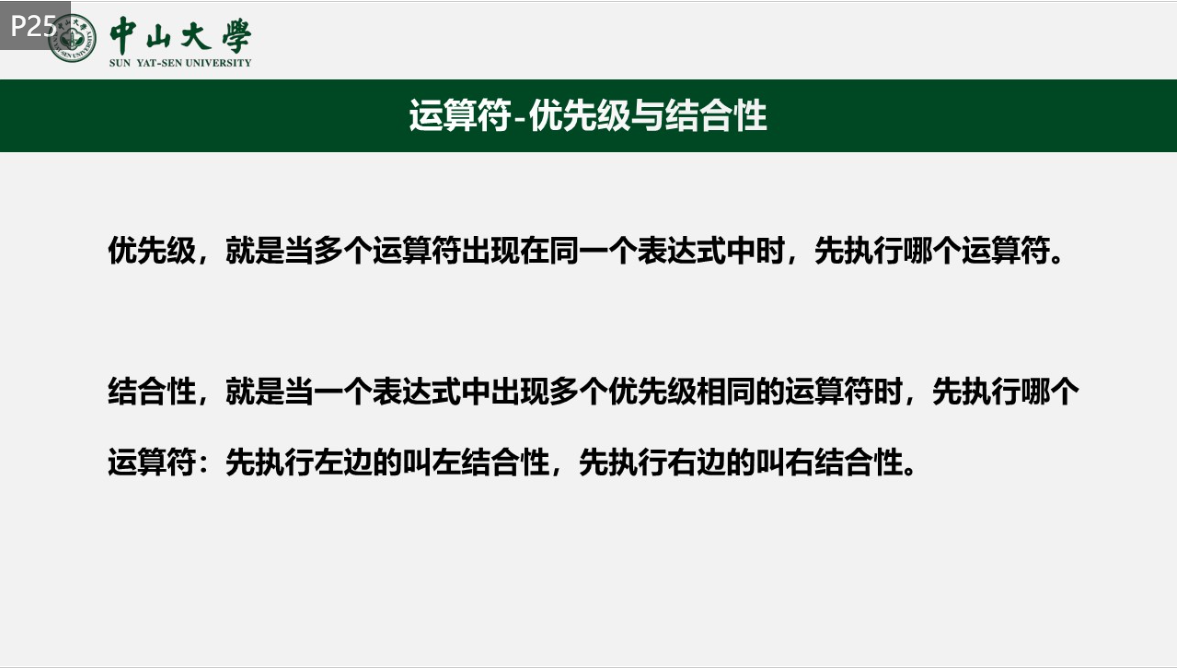 P25
中山大學
SUN YAT-SEN UNIVERSITY
运算符-优先级与结合性
优先级，就是当多个运算符出现在同一个表达式中时，先执行哪个运算符。
结合性，就是当一个表达式中出现多个优先级相同的运算符时，先执行哪个
运算符：先执行左边的叫左结合性，先执行右边的叫右结合性。